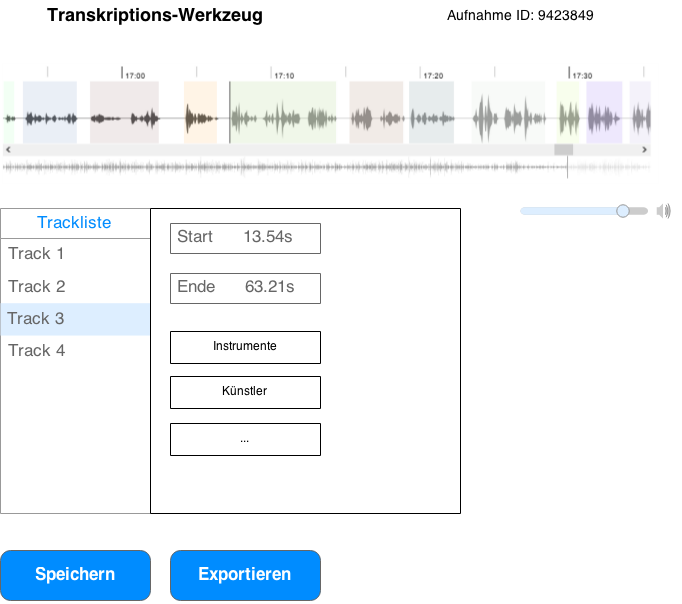 Transkriptions-Werkzeug
Aufnahme ID: 9423849
17:00
17:10
17:20
17:30
Trackliste
Track 1
Track 2
Track 3
Track 4
Start 13.54s
Ende 63.21s
Instrumente
Künstler
...
Speichern
Exportieren